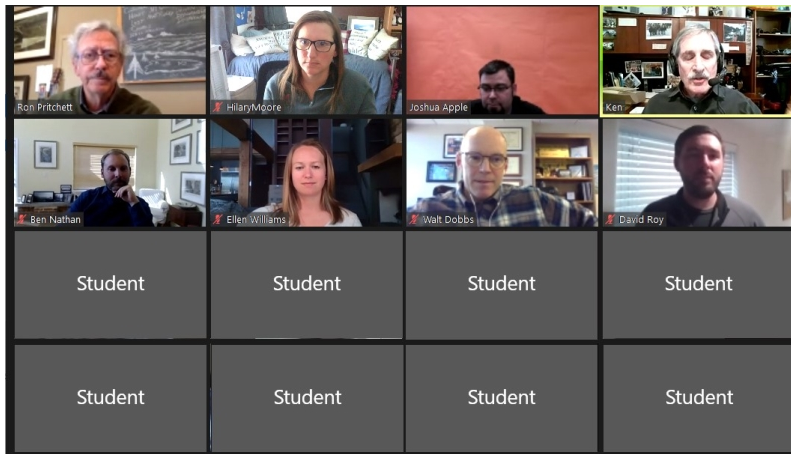 Ron Pritchett
HilaryMoore
Joshua Apple
Ken
Ben Nathan
Ellen Williams
Walt Dobbs
David Roy
Student
Student
Student
Student
Student
Student
Student
Student